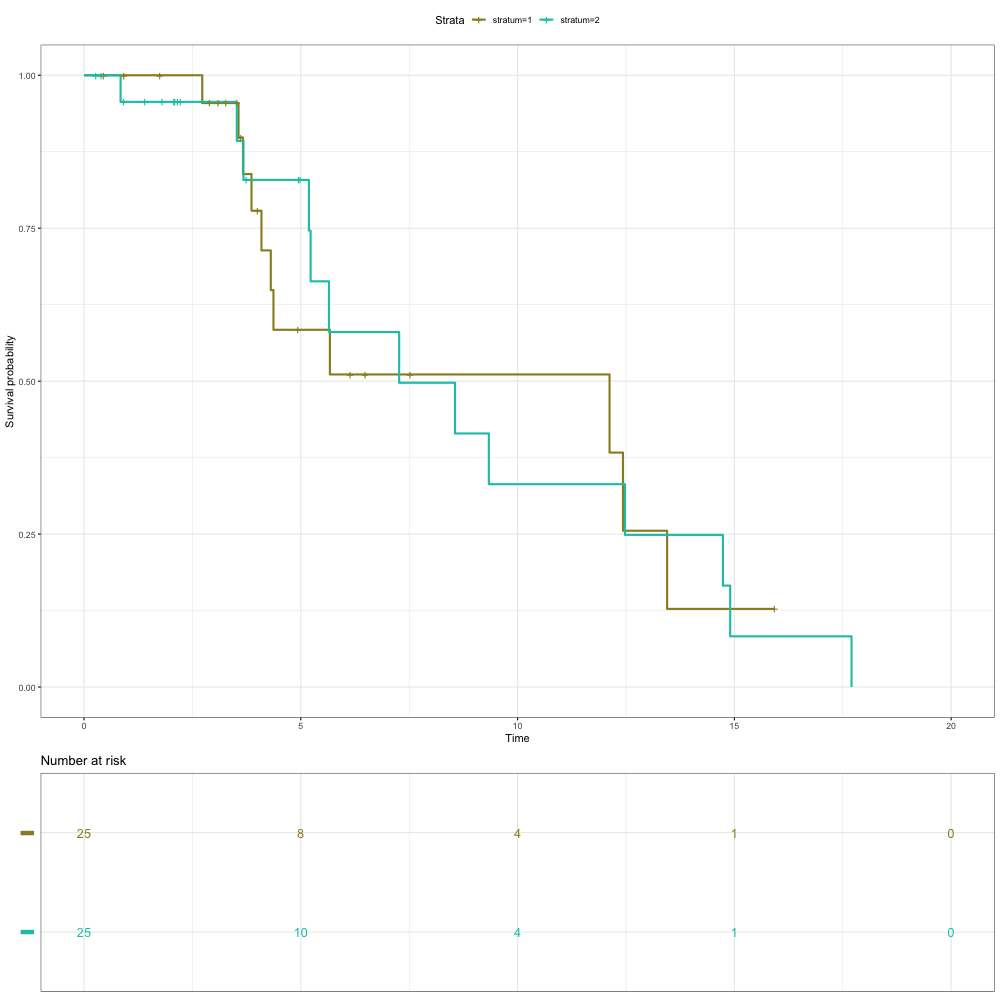 Strata stratum=1 stratum=2
1.00
0.75
0.50
0.25
0.00
Survival probability
0 5 10 15 20
Time
Number at risk
25 8 4 1 0
25 10 4 1 0